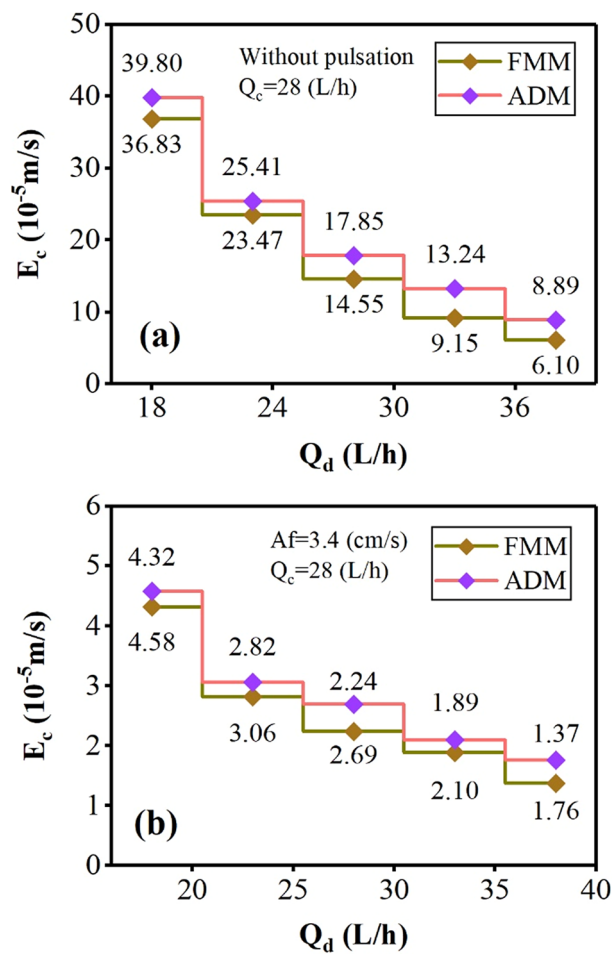 50
40
30
20
10
0
E_c (10^-5 m/s)
Without pulsation
Q_c=28 (L/h)
FMM
ADM
39.80
36.83
25.41
23.47
17.85
14.55
13.24
9.15
8.89
6.10
(a)
18 24 30 36
Q_d (L/h)
6
5
4
3
2
1
0
E_c (10^-5 m/s)
Af=3.4 (cm/s)
Q_c=28 (L/h)
FMM
ADM
4.32
4.58
2.82
3.06
2.24
2.69
1.89
2.10
1.37
1.76
(b)
20 25 30 35 40
Q_d (L/h)